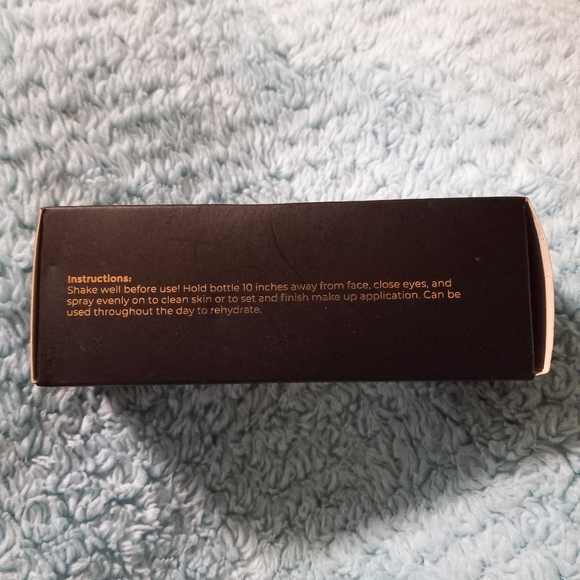 Instructions:
Shake well before use! Hold bottle 10 inches away from face, close eyes, and
spray evenly on to clean skin or to set and finish make up application. Can be
used throughout the day to rehydrate.